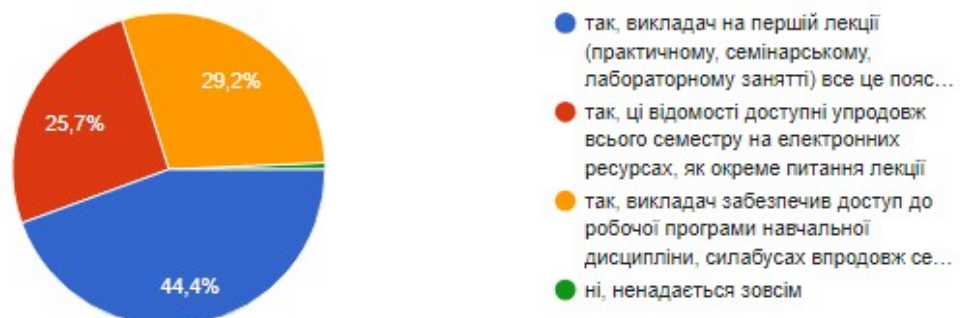 29,2%
25,7%
44,4%
так, викладач на першій лекції
(практичному, семінарському,
лабораторному занятті) все це пояс…
так, ці відомості доступні упродовж
всього семестру на електронних
ресурсах, як окреме питання лекції
так, викладач забезпечив доступ до
робочої програми навчальної
дисципліни, силабусах впродовж се…
ні, ненадається зовсім